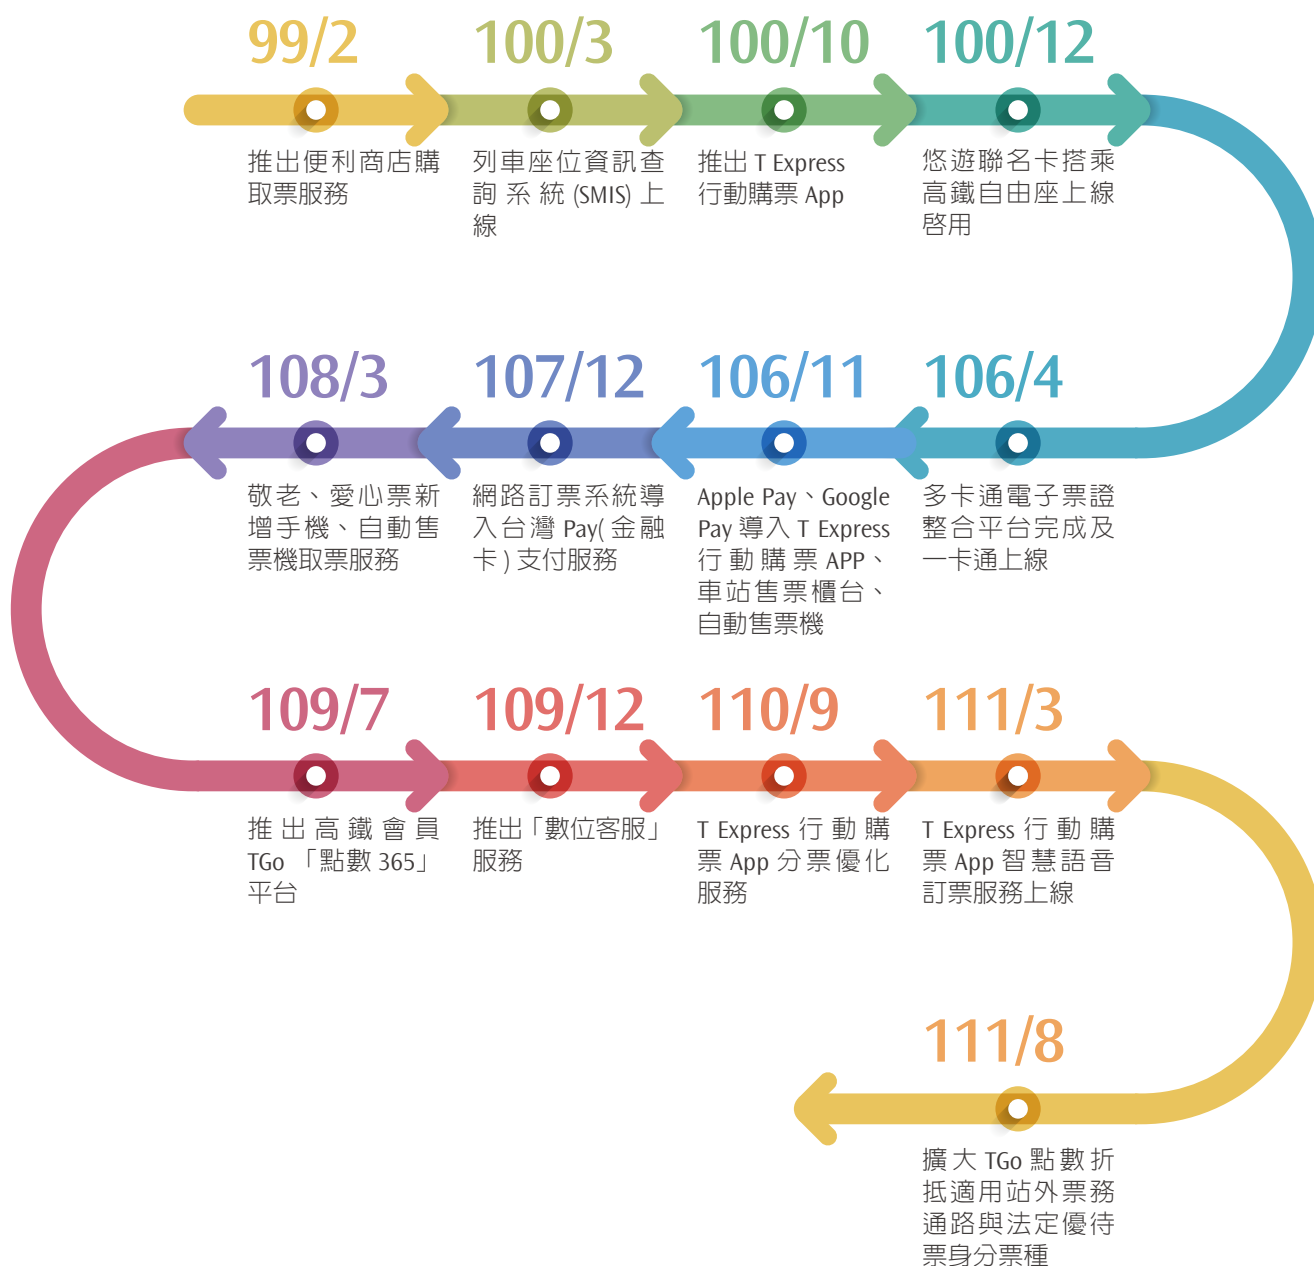 99/2
推出便利商店購
取票服務
100/3
列車座位資訊查
詢系統 (SMIS) 上
線
100/10
推出 T Express
行動購票 App
100/12
悠遊聯名卡搭乘
高鐵自由座上線
啓用
106/4
多卡通電子票證
整合平台完成及
一卡通上線
106/11
Apple Pay、Google
Pay 導入 T Express
行動購票 APP、
車站售票櫃台、
自動售票機
107/12
網路訂票系統導
入台灣 Pay( 金融
卡 ) 支付服務
108/3
敬老、愛心票新
增手機、自動售
票機取票服務
109/7
推出高鐵會員
TGo 「點數 365」
平台
109/12
推出「數位客服」
服務
110/9
T Express 行動購
票 App 分票優化
服務
111/3
T Express 行動購
票 App 智慧語音
訂票服務上線
111/8
擴大 TGo 點數折
抵適用站外票務
通路與法定優待
票身分票種